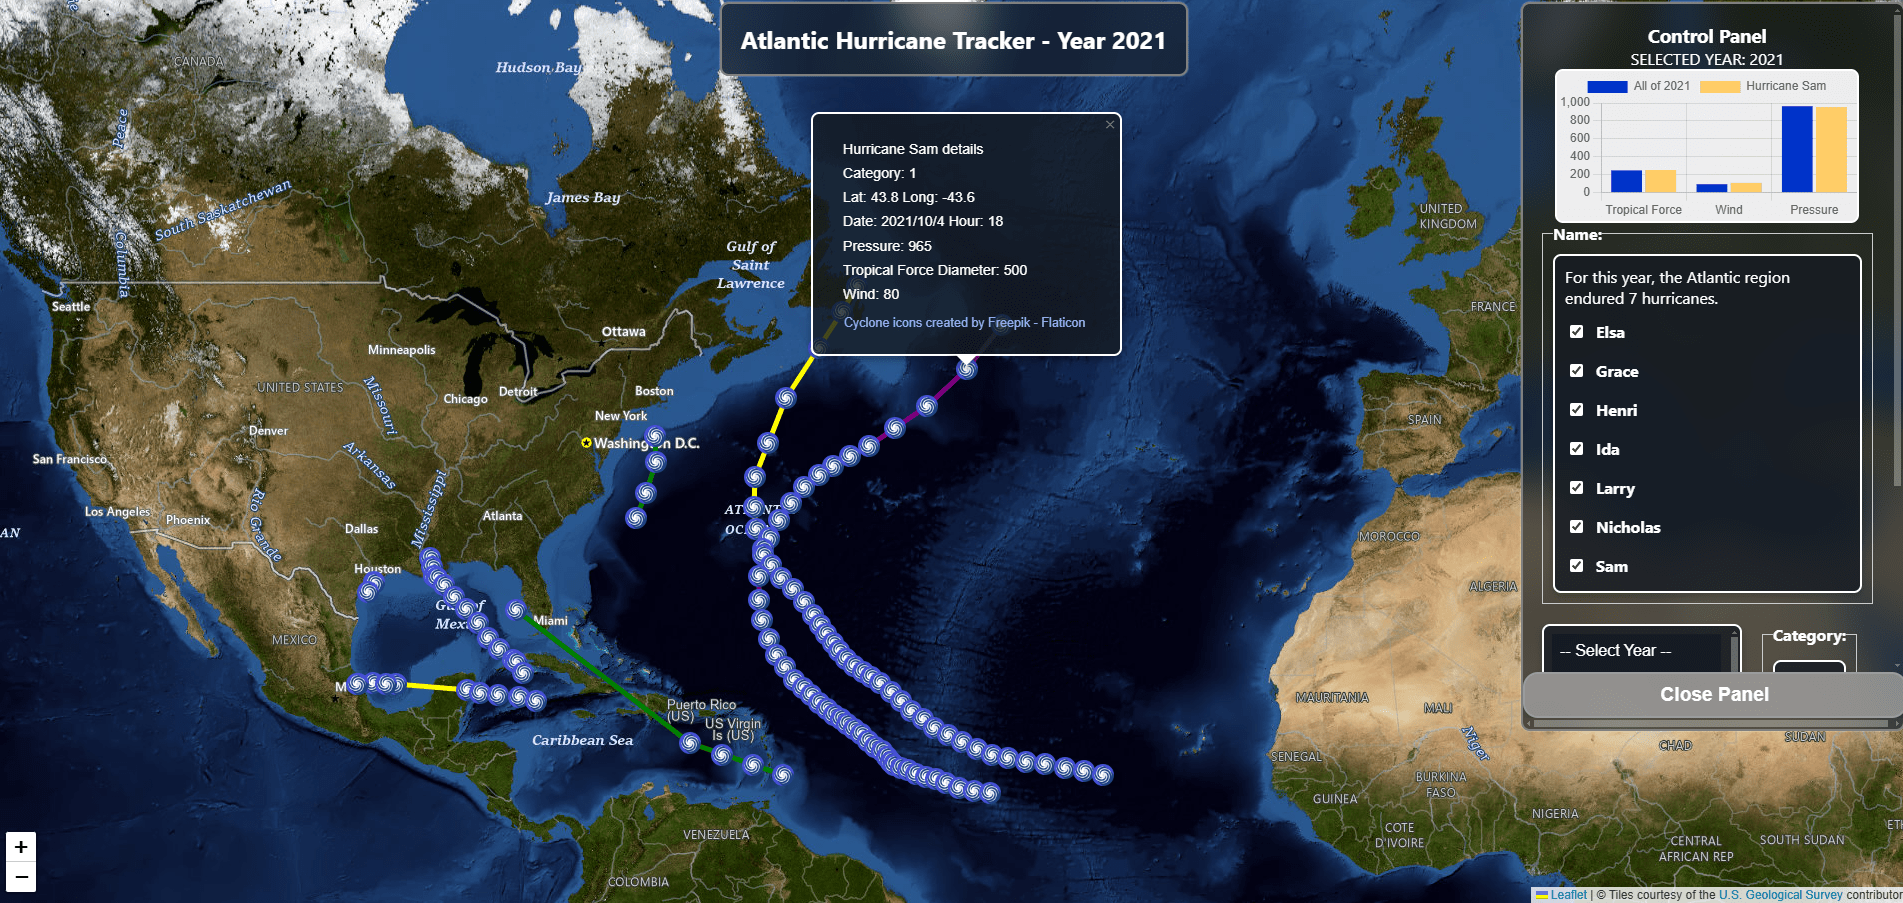 Atlantic Hurricane Tracker - Year 2021
Hurricane Sam details
Category: 1
Lat: 43.8 Long: -43.6
Date: 2021/10/4 Hour: 18
Pressure: 965
Tropical Force Diameter: 500
Wind: 80
Cyclone icons created by Freepik - Flaticon
×
Control Panel
SELECTED YEAR: 2021
All of 2021
Hurricane Sam
1,000
800
600
400
200
0
Tropical Force
Wind
Pressure
Name:
For this year, the Atlantic region
endured 7 hurricanes.
Elsa
Grace
Henri
Ida
Larry
Nicholas
Sam
-- Select Year --
Category:
Close Panel
CANADA
Hudson Bay
Peace
South Saskatchewan
Columbia
James Bay
Gulf of
Saint
Lawrence
Seattle
Ottawa
Minneapolis
UNITED STATES
Missouri
Chicago
Detroit
Boston
New York
Washington D.C.
Denver
San Francisco
Arkansas
Mississippi
Los Angeles
Phoenix
Rio Grande
Dallas
Atlanta
Houston
Miami
MEXICO
Puerto Rico
(US)
US Virgin
Is (US)
Caribbean Sea
VENEZUELA
COLOMBIA
UNITED
KINGDOM
FRANCE
SPAIN
MOROCCO
ALGERIA
MAURITANIA
MALI
Niger
CHAD
SUDAN
SENEGAL
BURKINA
FASO
GUINEA
NIGERIA
COTE
D'IVOIRE
CENTRAL
AFRICAN REP
SOUTH SUDAN
+
−
Leaflet | © Tiles courtesy of the U.S. Geological Survey contributor